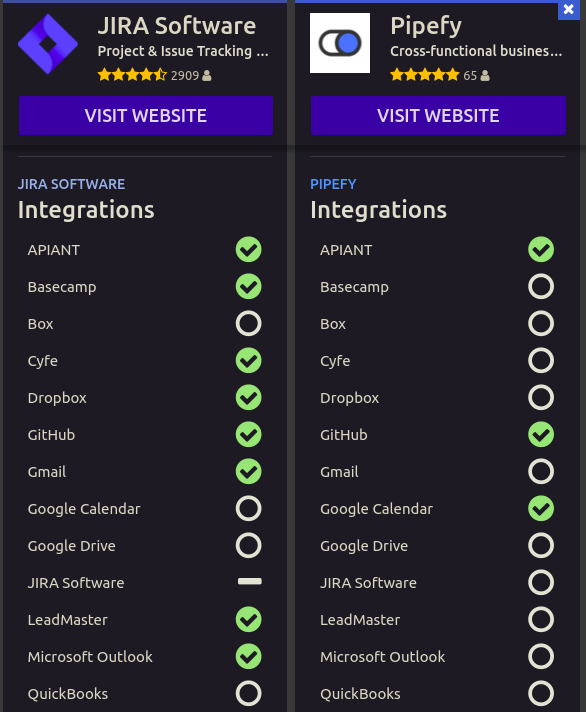 JIRA Software
Project & Issue Tracking ...
2909
VISIT WEBSITE
JIRA SOFTWARE
Integrations
APIANT
Basecamp
Box
Cyfe
Dropbox
GitHub
Gmail
Google Calendar
Google Drive
JIRA Software
LeadMaster
Microsoft Outlook
QuickBooks
Pipefy
Cross-functional busines...
65
VISIT WEBSITE
PIPEFY
Integrations
APIANT
Basecamp
Box
Cyfe
Dropbox
GitHub
Gmail
Google Calendar
Google Drive
JIRA Software
LeadMaster
Microsoft Outlook
QuickBooks